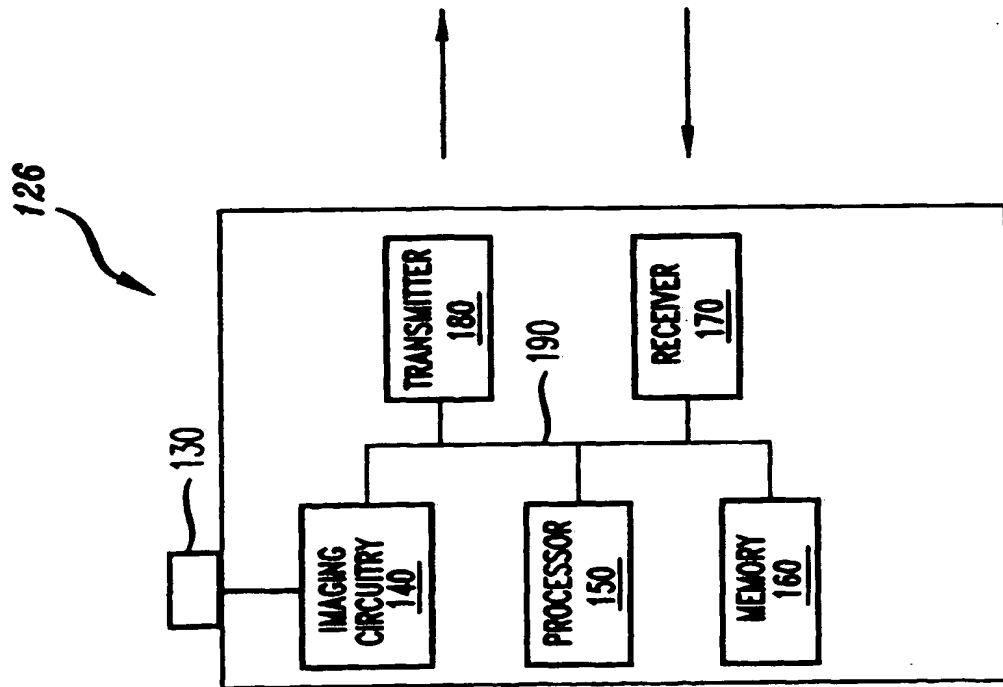 126
130
IMAGING
CIRCUITRY
140
TRANSMITTER
180
190
PROCESSOR
150
RECEIVER
170
MEMORY
160